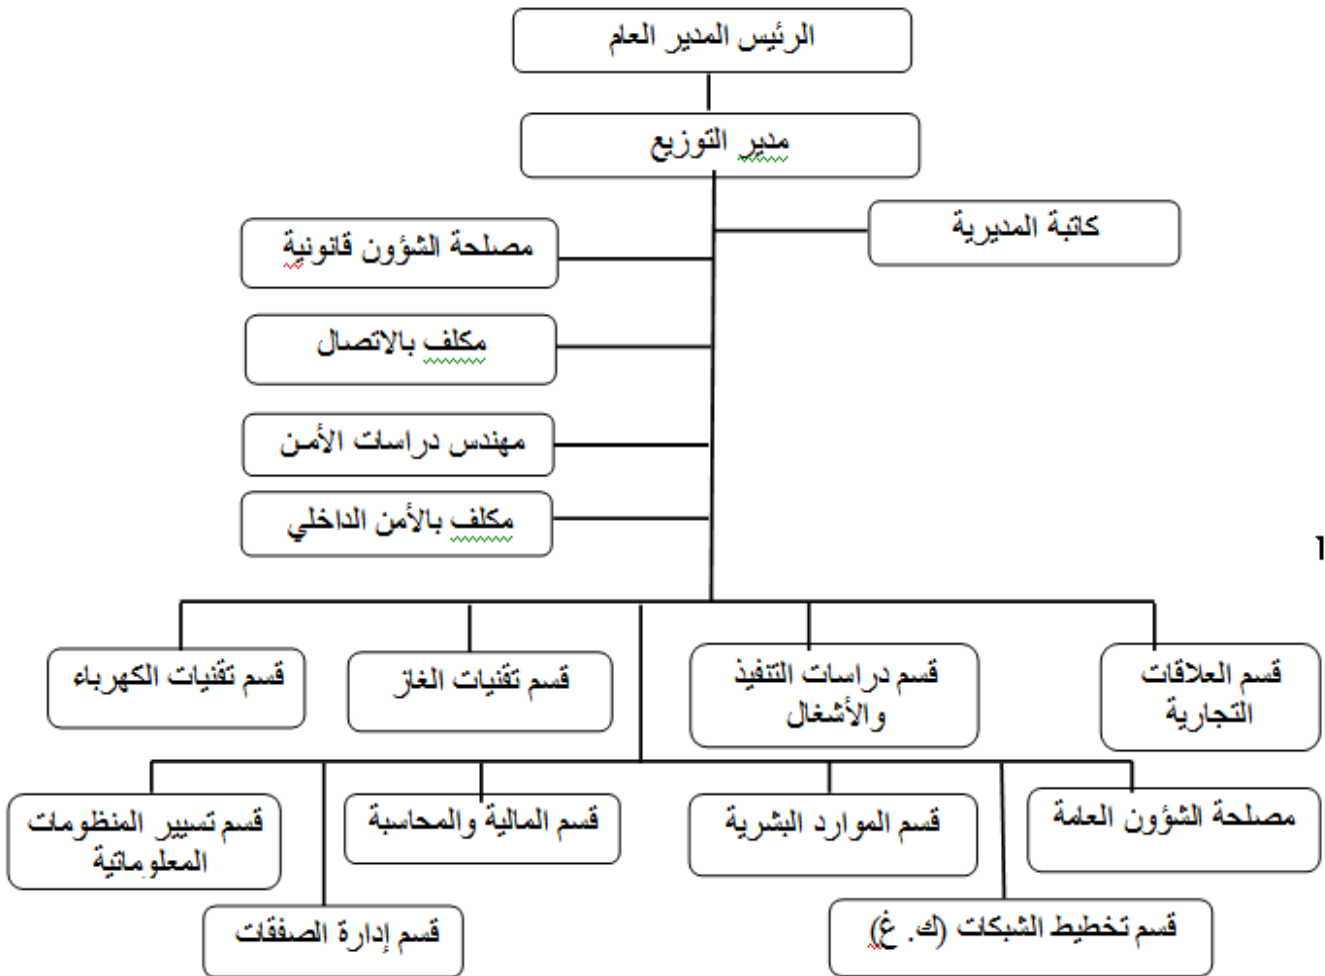 الرئيس المدير العام
مدير التوزيع
كاتبة المديرية
مصلحة الشؤون قانونية
مكلف بالاتصال
مهندس دراسات الأمن
مكلف بالأمن الداخلي
ا
قسم العلاقات
التجارية
قسم دراسات التنفيذ
والأشغال
قسم تقنيات الغاز
قسم تقنيات الكهرباء
مصلحة الشؤون العامة
قسم الموارد البشرية
قسم المالية والمحاسبة
قسم تسيير المنظومات
المعلوماتية
قسم تخطيط الشبكات (ك. غ)
قسم إدارة الصفقات